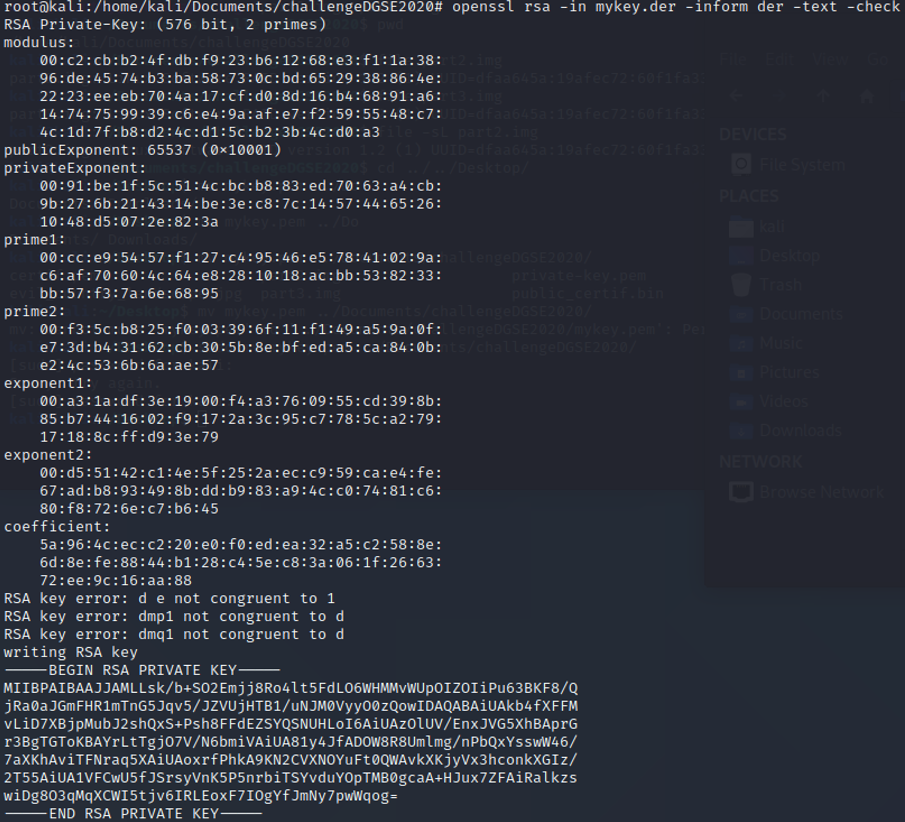 root@kali:/home/kali/Documents/challengeDGSE2020# openssl rsa -in mykey.der -inform der -text -check
RSA Private-Key: (576 bit, 2 primes)
modulus:
00:c2:cb:b2:4f:db:f9:23:b6:12:68:e3:f1:1a:38:
96:de:45:74:b3:ba:58:73:0c:bd:65:29:38:86:4e:
22:23:ee:eb:70:4a:17:cf:d0:8d:16:b4:68:91:a6:
14:74:75:99:39:c6:e4:9a:af:e7:f2:59:55:48:c7:
4c:1d:7f:b8:d2:4c:d1:5c:b2:3b:4c:d0:a3
publicExponent: 65537 (0×10001)
privateExponent:
00:91:be:1f:5c:51:4c:bc:b8:83:ed:70:63:a4:cb:
9b:27:6b:21:43:14:be:3e:c8:7c:14:57:44:65:26:
10:48:d5:07:2e:82:3a
prime1:
00:cc:e9:54:57:f1:27:c4:95:46:e5:78:41:02:9a:
c6:af:70:60:4c:64:e8:28:10:18:ac:bb:53:82:33:
bb:57:f3:7a:6e:68:95
prime2:
00:f3:5c:b8:25:f0:03:39:6f:11:f1:49:a5:9a:0f:
e7:3d:b4:31:62:cb:30:5b:8e:bf:ed:a5:ca:84:0b:
e2:4c:53:6b:6a:ae:57
exponent1:
00:a3:1a:df:3e:19:00:f4:a3:76:09:55:cd:39:8b:
85:b7:44:16:02:f9:17:2a:3c:95:c7:78:5c:a2:79:
17:18:8c:ff:d9:3e:79
exponent2:
00:d5:51:42:c1:4e:5f:25:2a:ec:c9:59:ca:e4:fe:
67:ad:b8:93:49:8b:dd:b9:83:a9:4c:c0:74:81:c6:
80:f8:72:6e:c7:b6:45
coefficient:
5a:96:4c:ec:c2:20:e0:f0:ed:ea:32:a5:c2:58:8e:
6d:8e:fe:88:44:b1:28:c4:5e:c8:3a:06:1f:26:63:
72:ee:9c:16:aa:88
RSA key error: d e not congruent to 1
RSA key error: dmp1 not congruent to d
RSA key error: dmq1 not congruent to d
writing RSA key
-----BEGIN RSA PRIVATE KEY-----
MIIBPAIBAAJJAMLLsk/b+SO2Emjj8Ro4lt5FdLO6WHMMvWUpOIZOIiPu63BKF8/Q
jRa0aJGmFHR1mTnG5Jqv5/JZVUjHTB1/uNJM0VyyO0zQowIDAQABAiUAkb4fXFFM
vLiD7XBjpMubJ2shQxS+Psh8FFdEZSYQSNUHLoI6AiUAzOlUV/EnxJVG5XhBAprG
r3BgTGToKBAYrLtTgjO7V/N6bmiVAiUA81y4JfADOW8R8Umlmg/nPbQxYsswW46/
7aXKhAviTFNraq5XAiUAoxrfPhkA9KN2CVXNOYuFt0QWAvkXKjyVx3hconkXGIz/
2T55AiUA1VFCwU5fJSrsyVnK5P5nrbiTSYvduYOpTMB0gcaA+HJux7ZFAiRalkzs
wiDg8O3qMqXCWI5tjv6IRLEoxF7IOgYfJmNy7pwWqog=
-----END RSA PRIVATE KEY-----
File Edit View Go
DEVICES
File System
PLACES
kali
Desktop
Trash
Documents
Music
Pictures
Videos
Downloads
NETWORK
Browse Network